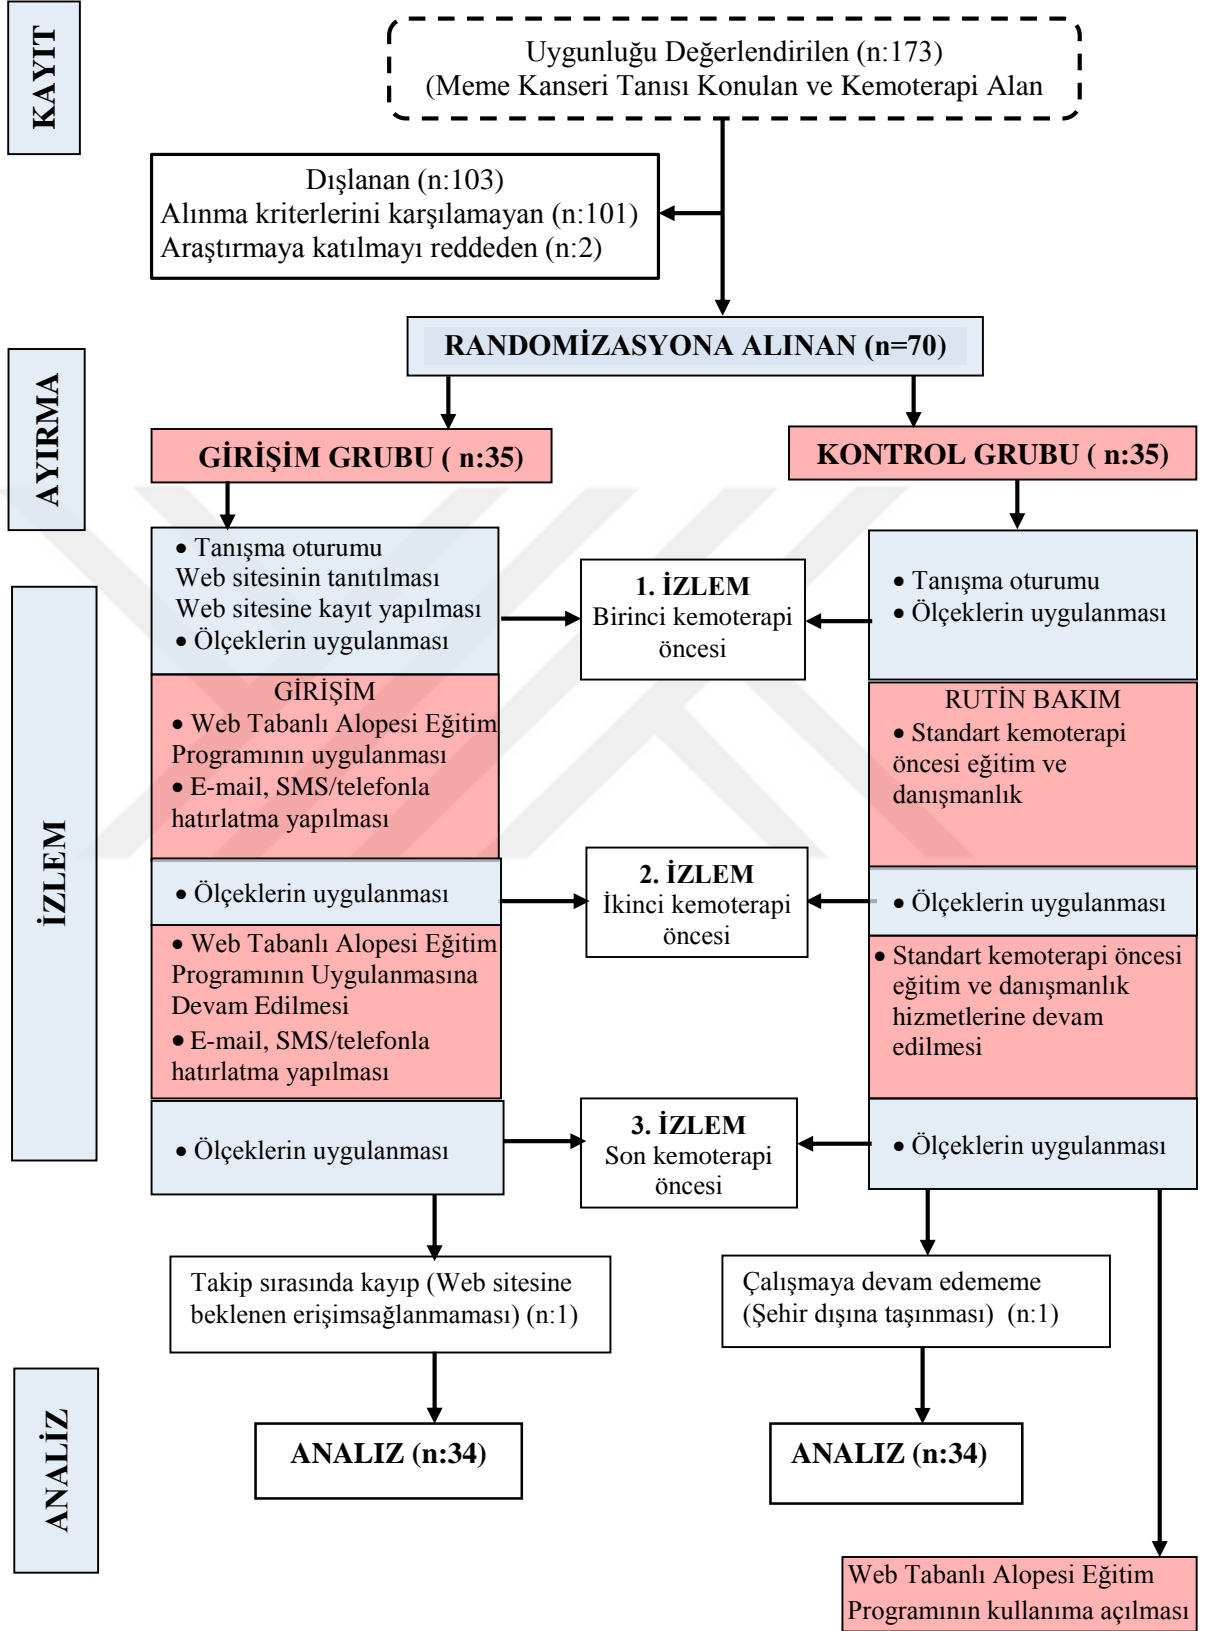 KAYIT
Uygunluğu Değerlendirilen (n:173)
(Meme Kanseri Tanısı Konulan ve Kemoterapi Alan
Dışlanan (n:103)
Alınma kriterlerini karşılamayan (n:101)
Araştırmaya katılmayı reddeden (n:2)
RANDOMİZASYONA ALINAN (n=70)
AYIRMA
GİRİŞİM GRUBU ( n:35)
KONTROL GRUBU ( n:35)
İZLEM
• Tanışma oturumu
Web sitesinin tanıtılması
Web sitesine kayıt yapılması
• Ölçeklerin uygulanması
1. İZLEM
Birinci kemoterapi
öncesi
• Tanışma oturumu
• Ölçeklerin uygulanması
GİRİŞİM
• Web Tabanlı Alopesi Eğitim
Programının uygulanması
• E-mail, SMS/telefonla
hatırlatma yapılması
RUTİN BAKIM
• Standart kemoterapi
öncesi eğitim ve
danışmanlık
• Ölçeklerin uygulanması
2. İZLEM
İkinci kemoterapi
öncesi
• Ölçeklerin uygulanması
• Web Tabanlı Alopesi Eğitim
Programının Uygulanmasına
Devam Edilmesi
• E-mail, SMS/telefonla
hatırlatma yapılması
• Standart kemoterapi öncesi
eğitim ve danışmanlık
hizmetlerine devam
edilmesi
• Ölçeklerin uygulanması
3. İZLEM
Son kemoterapi
öncesi
• Ölçeklerin uygulanması
Takip sırasında kayıp (Web sitesine
beklenen erişimsağlanmaması) (n:1)
Çalışmaya devam edememe
(Şehir dışına taşınması) (n:1)
ANALİZ
ANALIZ (n:34)
ANALIZ (n:34)
Web Tabanlı Alopesi Eğitim
Programının kullanıma açılması